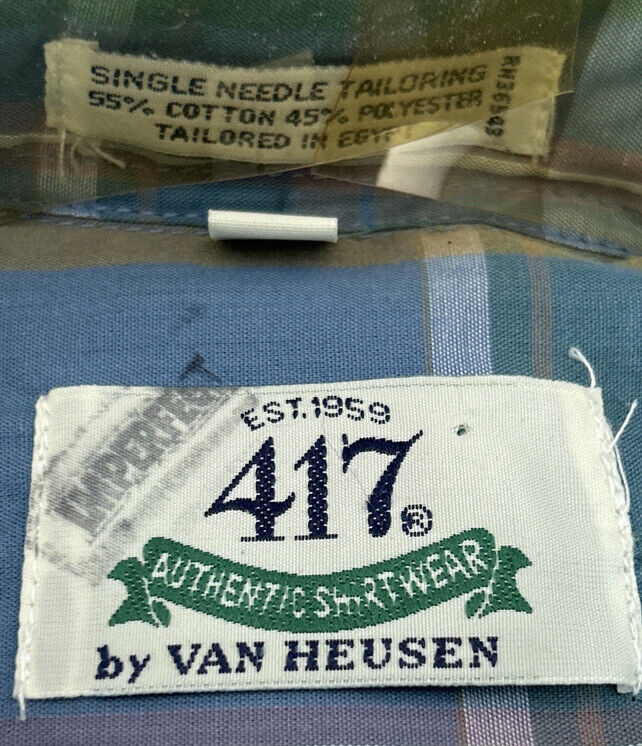 SINGLE NEEDLE TAILORING
55% COTTON 45% POLYESTER
TAILORED IN EGYPT
IMPERFECT
EST. 1959
417®
AUTHENTIC SHIRTWEAR
by VAN HEUSEN